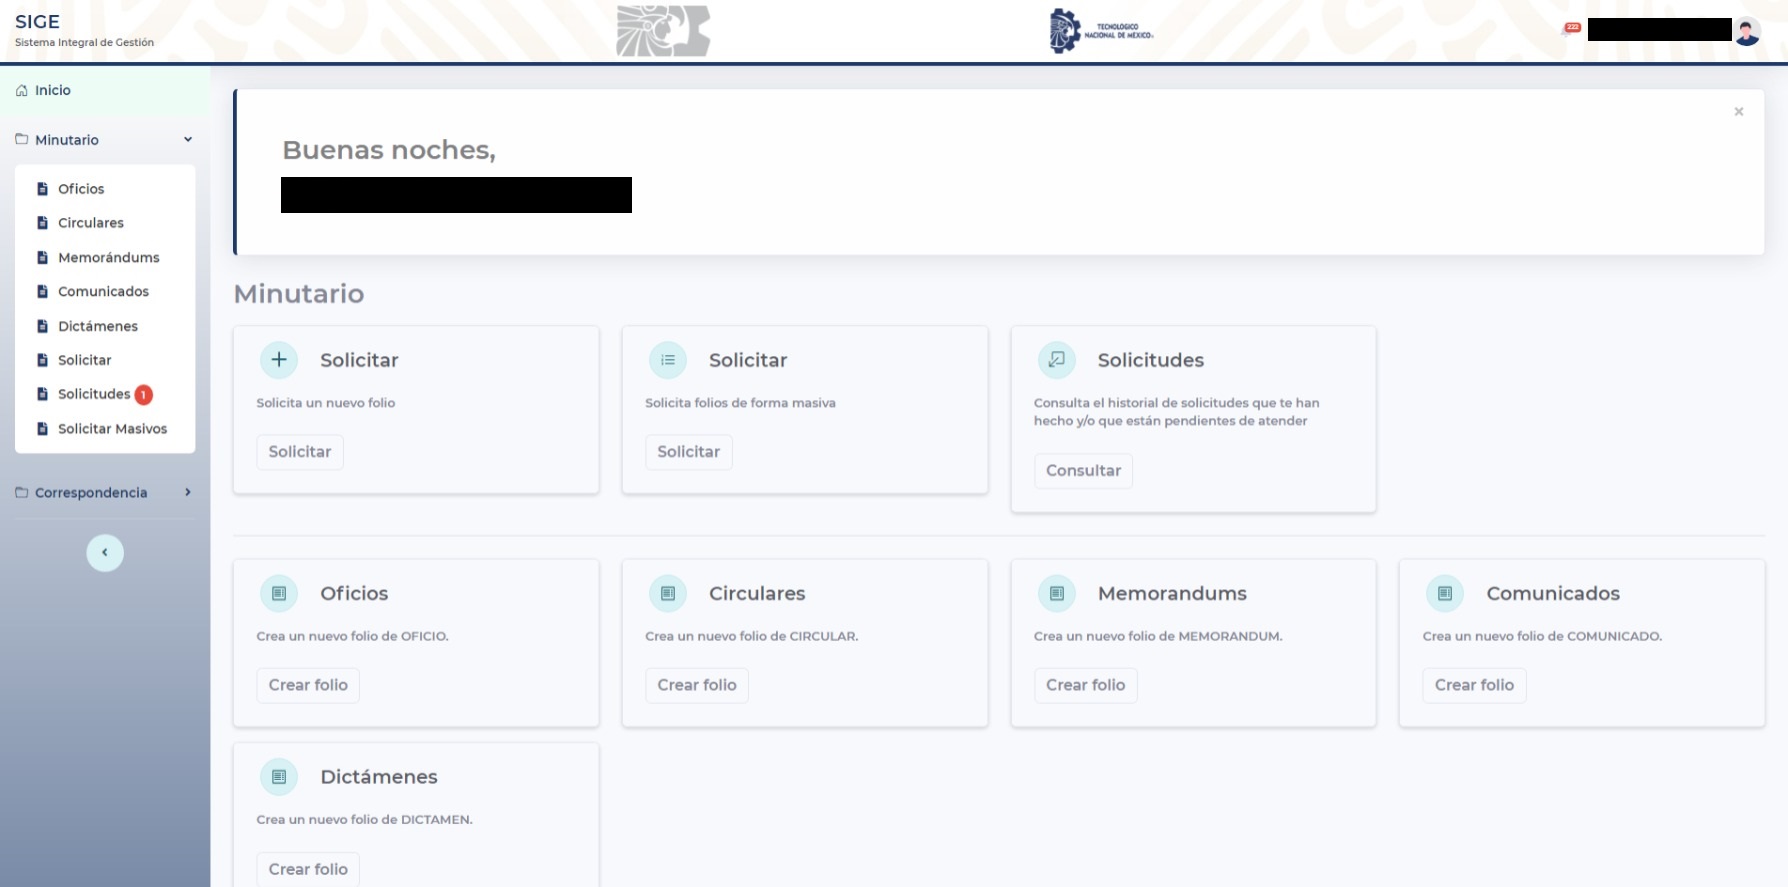 SIGE
Sistema Integral de Gestión
TECNOLÓGICO
NACIONAL DE MÉXICO®
223
Inicio
Minutario
Oficios
Circulares
Memorándums
Comunicados
Dictámenes
Solicitar
Solicitudes 1
Solicitar Masivos
Correspondencia
Buenas noches,
Minutario
Solicitar
Solicita un nuevo folio
Solicitar
Solicitar
Solicita folios de forma masiva
Solicitar
Solicitudes
Consulta el historial de solicitudes que te han
hecho y/o que están pendientes de atender
Consultar
Oficios
Crea un nuevo folio de OFICIO.
Crear folio
Circulares
Crea un nuevo folio de CIRCULAR.
Crear folio
Memorandums
Crea un nuevo folio de MEMORANDUM.
Crear folio
Comunicados
Crea un nuevo folio de COMUNICADO.
Crear folio
Dictámenes
Crea un nuevo folio de DICTAMEN.
Crear folio